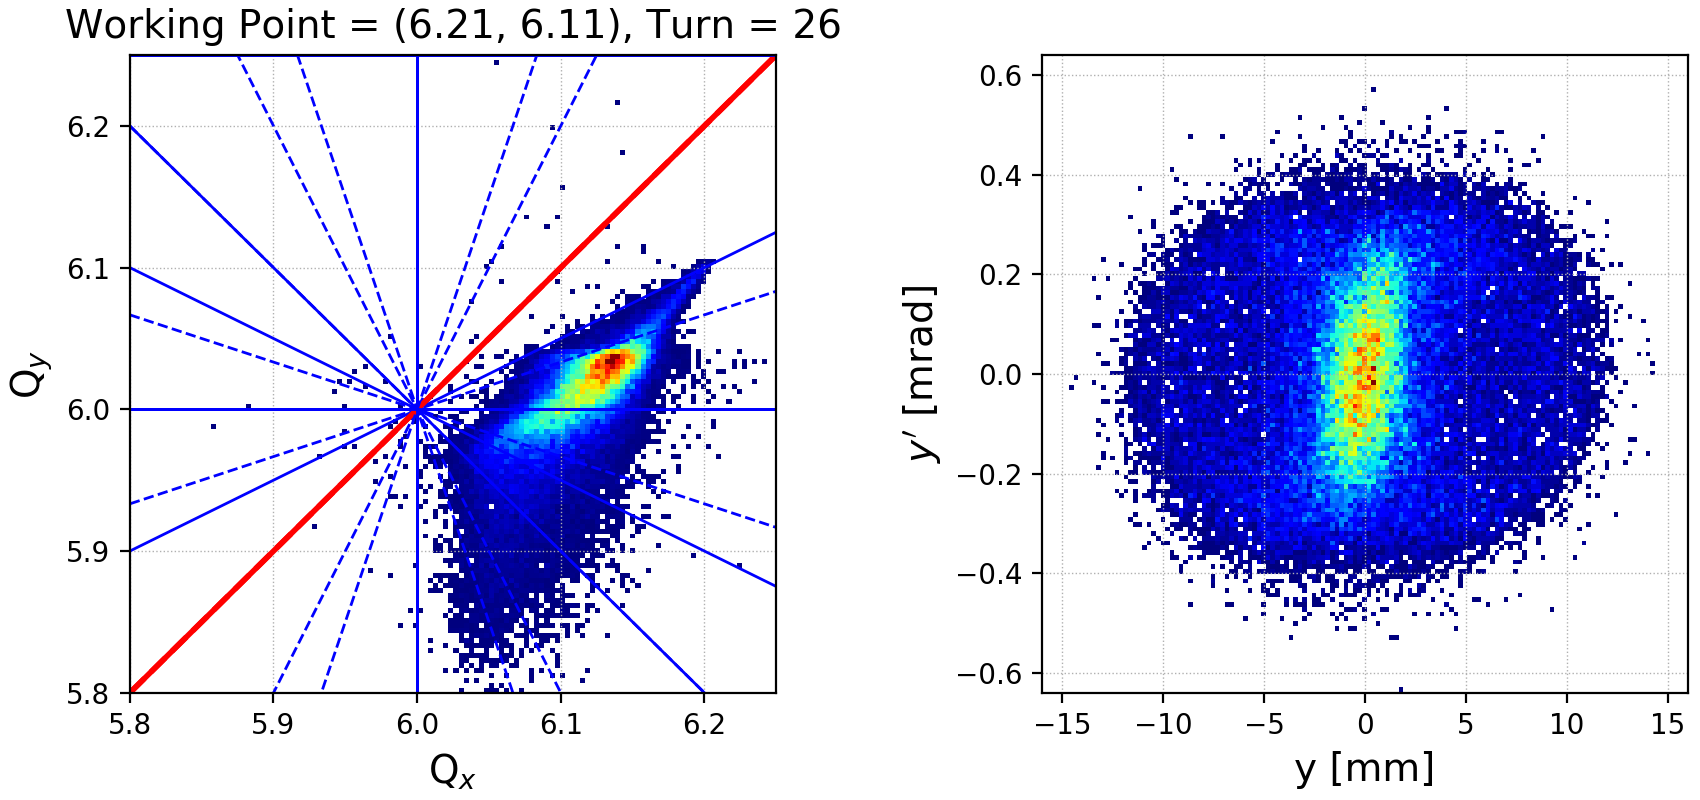 Working Point = (6.21, 6.11), Turn = 26
6.2
6.1
6.0
5.9
5.8
Q_y
5.8 5.9 6.0 6.1 6.2
Q_x
0.6
0.4
0.2
0.0
−0.2
−0.4
−0.6
y′ [mrad]
−15 −10 −5 0 5 10 15
y [mm]